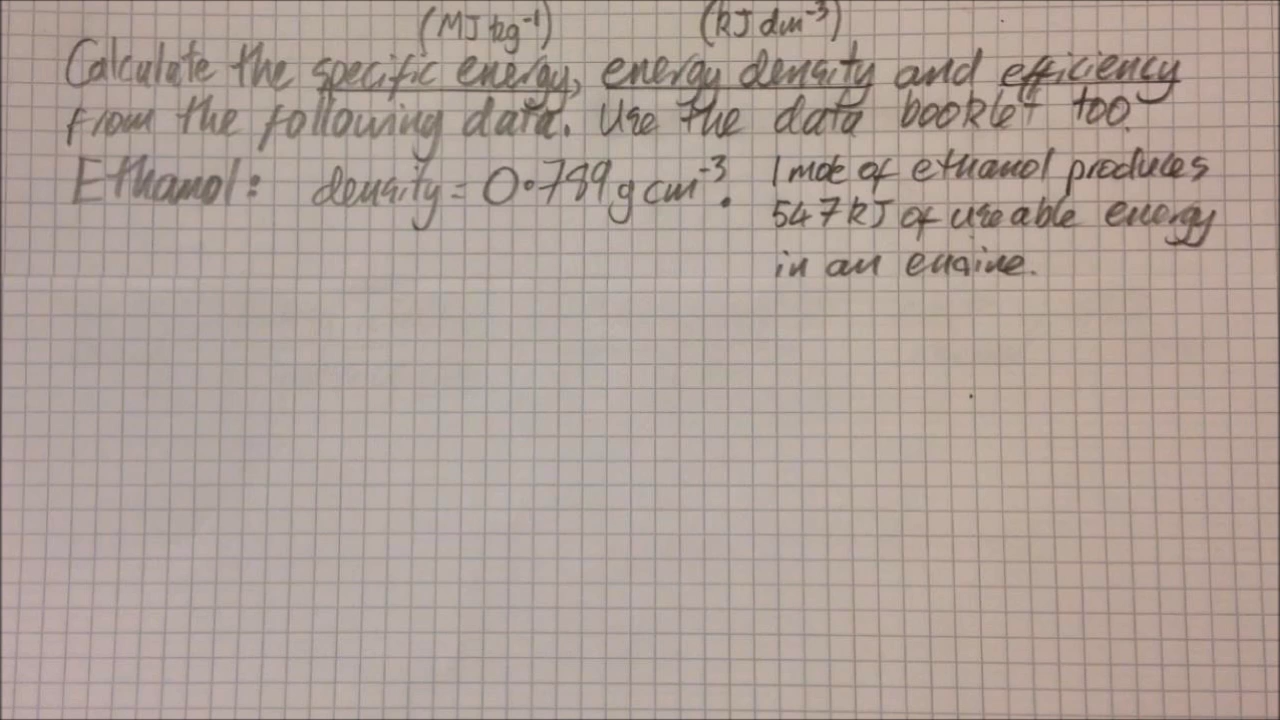 (MJ kg⁻¹) (kJ dm⁻³)
Calculate the specific energy, energy density and efficiency
from the following data. Use the data booklet too.
Ethanol: density = 0.789 g cm⁻³. 1 mole of ethanol produces
547 kJ of useable energy
in an engine.